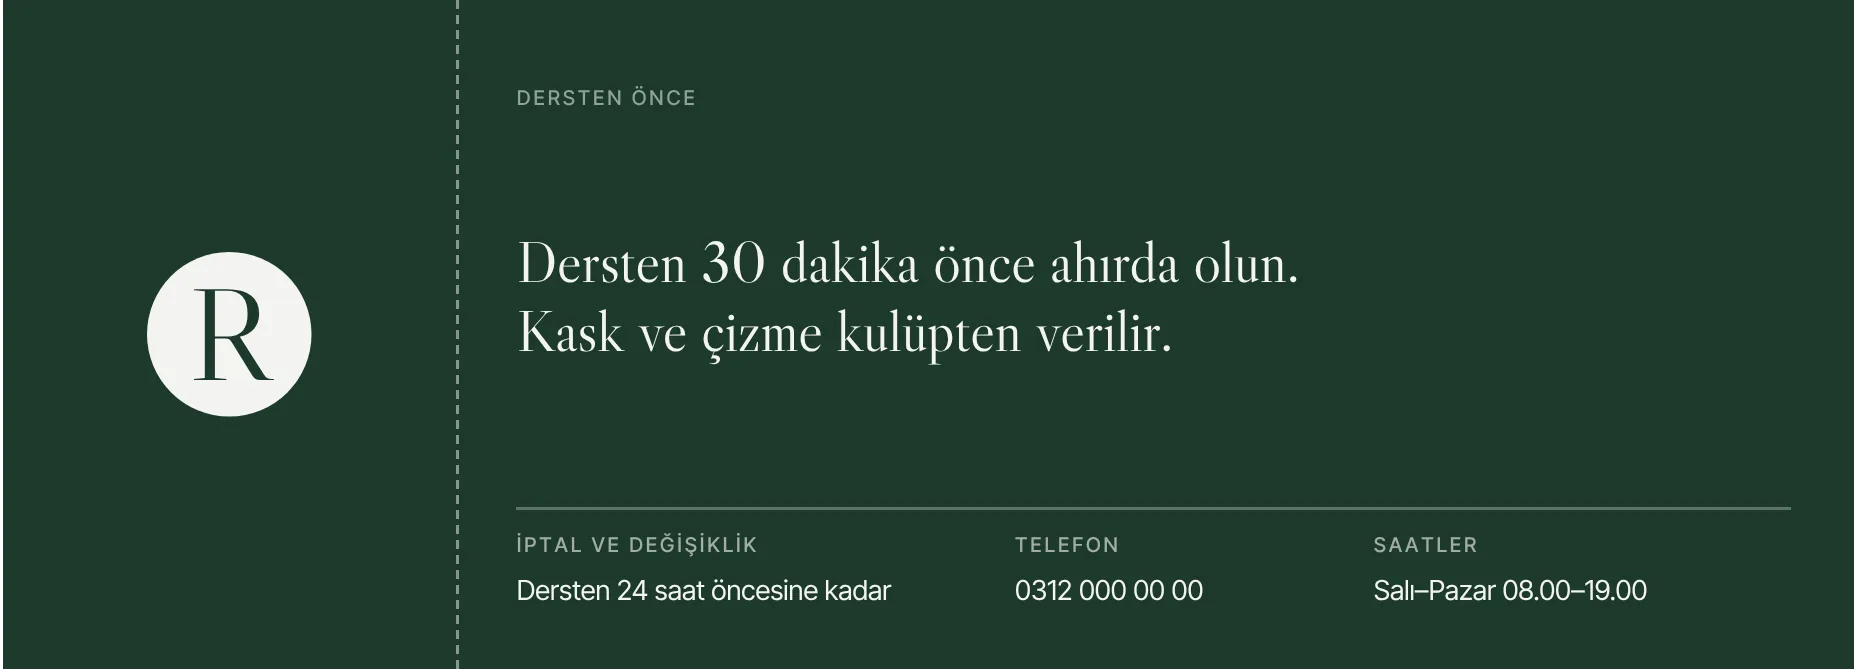 R
DERSTEN ÖNCE
Dersten 30 dakika önce ahırda olun.
Kask ve çizme kulüpten verilir.
İPTAL VE DEĞİŞİKLİK
Dersten 24 saat öncesine kadar
TELEFON
0312 000 00 00
SAATLER
Salı–Pazar 08.00–19.00